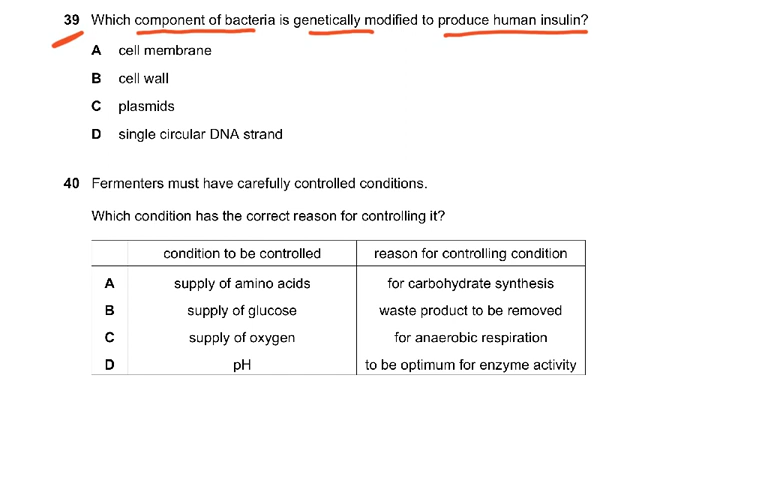 39 Which component of bacteria is genetically modified to produce human insulin?
A cell membrane
B cell wall
C plasmids
D single circular DNA strand
40 Fermenters must have carefully controlled conditions.
Which condition has the correct reason for controlling it?
condition to be controlled reason for controlling condition
A supply of amino acids for carbohydrate synthesis
B supply of glucose waste product to be removed
C supply of oxygen for anaerobic respiration
D pH to be optimum for enzyme activity